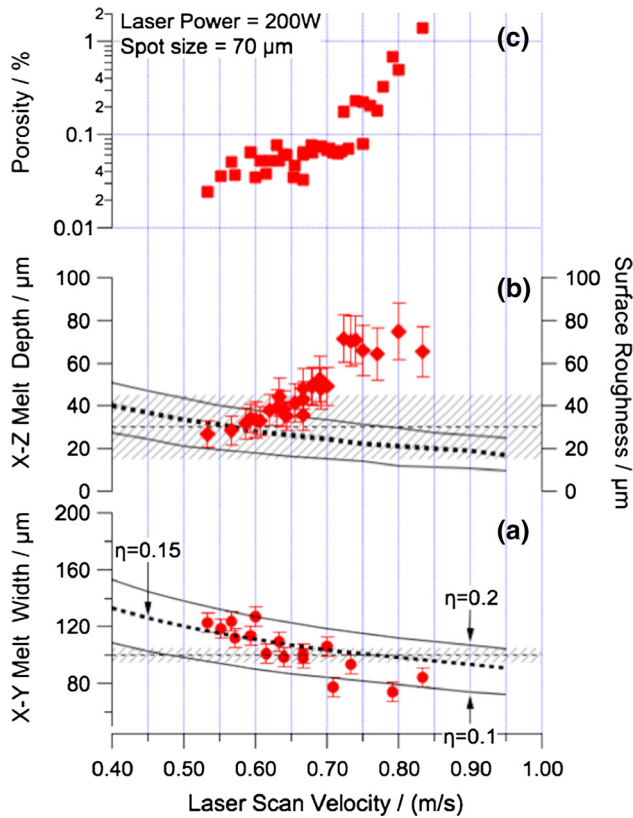 Laser Power = 200W
Spot size = 70 μm
(c)
Porosity / %
1
4
2
0.1
4
2
0.01
(b)
X-Z Melt Depth / μm
100
80
60
40
20
0
100
80
60
40
20
0
Surface Roughness / μm
(a)
X-Y Melt Width / μm
200
160
120
80
η=0.15
η=0.2
η=0.1
0.40
0.50
0.60
0.70
0.80
0.90
1.00
Laser Scan Velocity / (m/s)